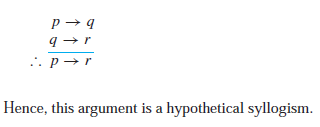 p → q
q → r
∴ p → r
Hence, this argument is a hypothetical syllogism.